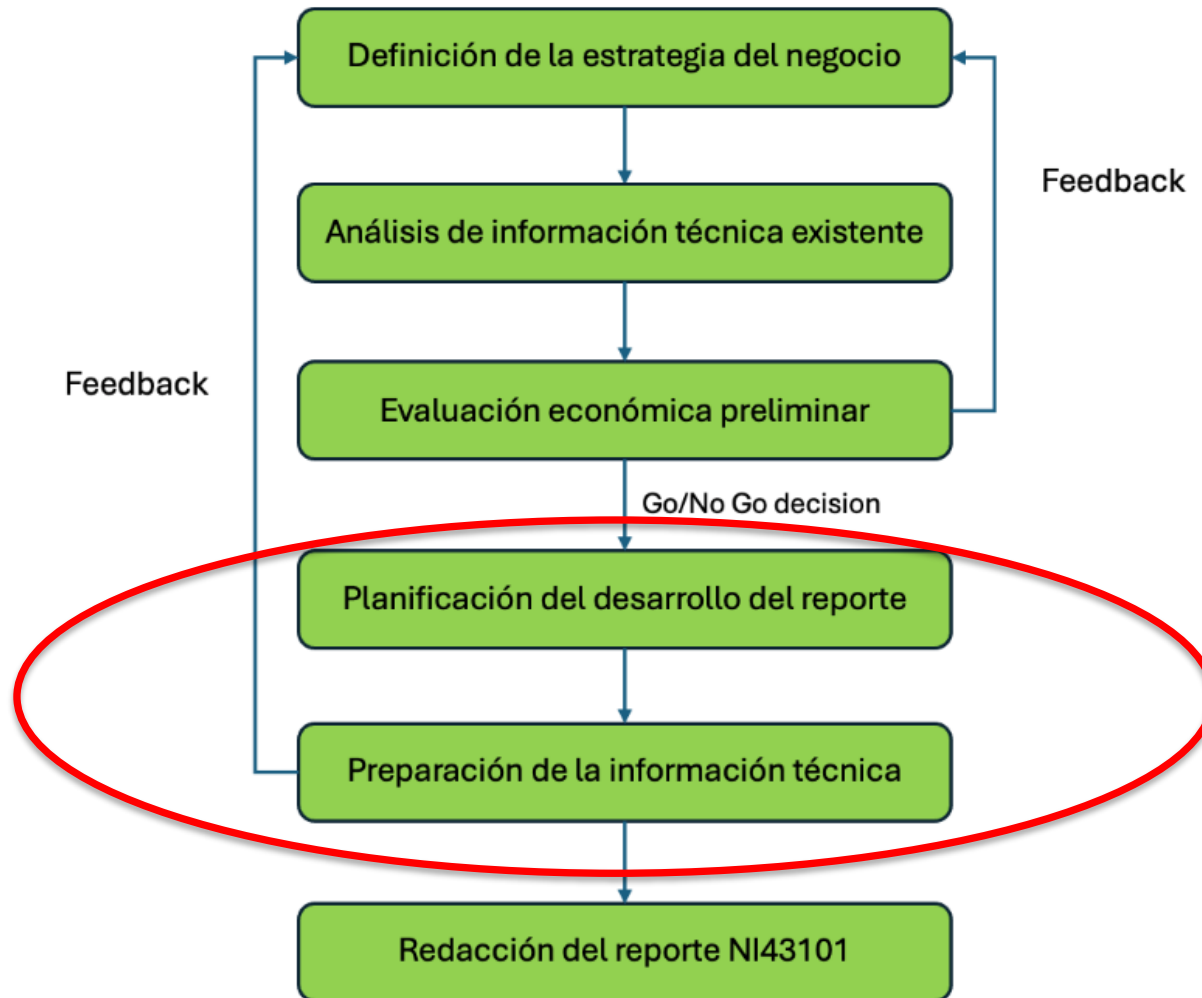 Definición de la estrategia del negocio
Feedback
Análisis de información técnica existente
Feedback
Evaluación económica preliminar
Go/No Go decision
Planificación del desarrollo del reporte
Preparación de la información técnica
Redacción del reporte NI43101